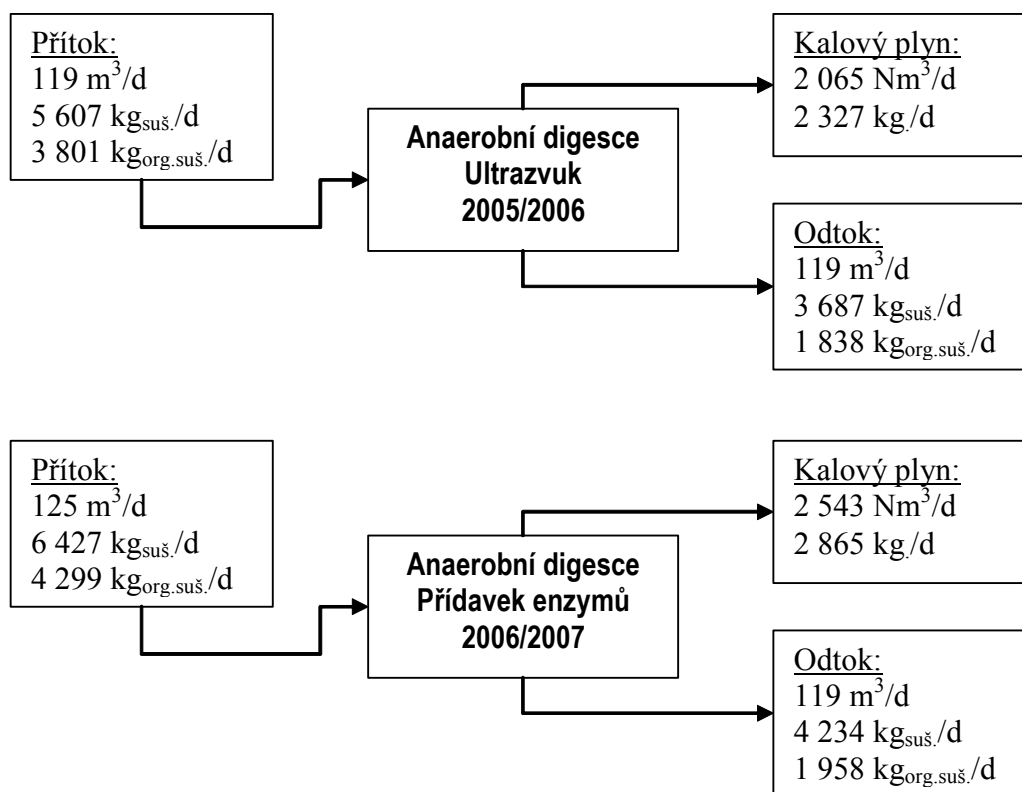 Přítok:
119 m³/d
5 607 kgsuš./d
3 801 kgorg.suš./d
Anaerobní digesce
Ultrazvuk
2005/2006
Kalový plyn:
2 065 Nm³/d
2 327 kg./d
Odtok:
119 m³/d
3 687 kgsuš./d
1 838 kgorg.suš./d
Přítok:
125 m³/d
6 427 kgsuš./d
4 299 kgorg.suš./d
Anaerobní digesce
Přídavek enzymů
2006/2007
Kalový plyn:
2 543 Nm³/d
2 865 kg./d
Odtok:
119 m³/d
4 234 kgsuš./d
1 958 kgorg.suš./d